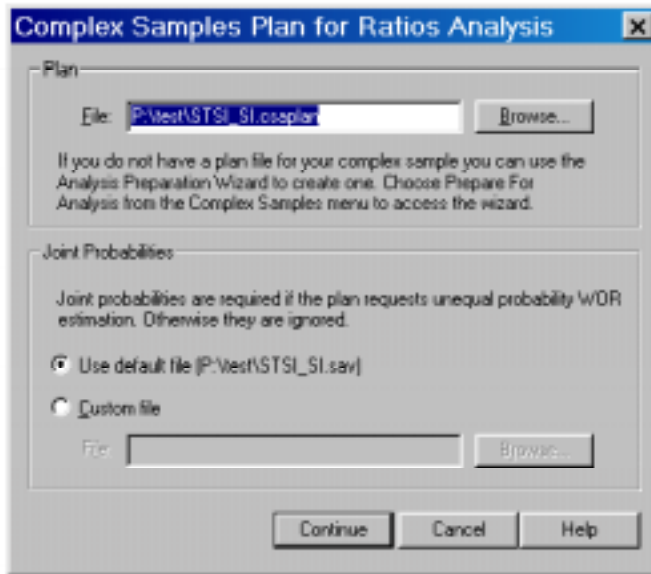 Complex Samples Plan for Ratios Analysis
Plan
File: P:\test\STSI_SI.csaplan Browse...
If you do not have a plan file for your complex sample you can use the
Analysis Preparation Wizard to create one. Choose Prepare For
Analysis from the Complex Samples menu to access the wizard.
Joint Probabilities
Joint probabilities are required if the plan requests unequal probability WOR
estimation. Otherwise they are ignored.
Use default file (P:\test\STSI_SI.sav)
Custom file
File: Browse...
Continue Cancel Help